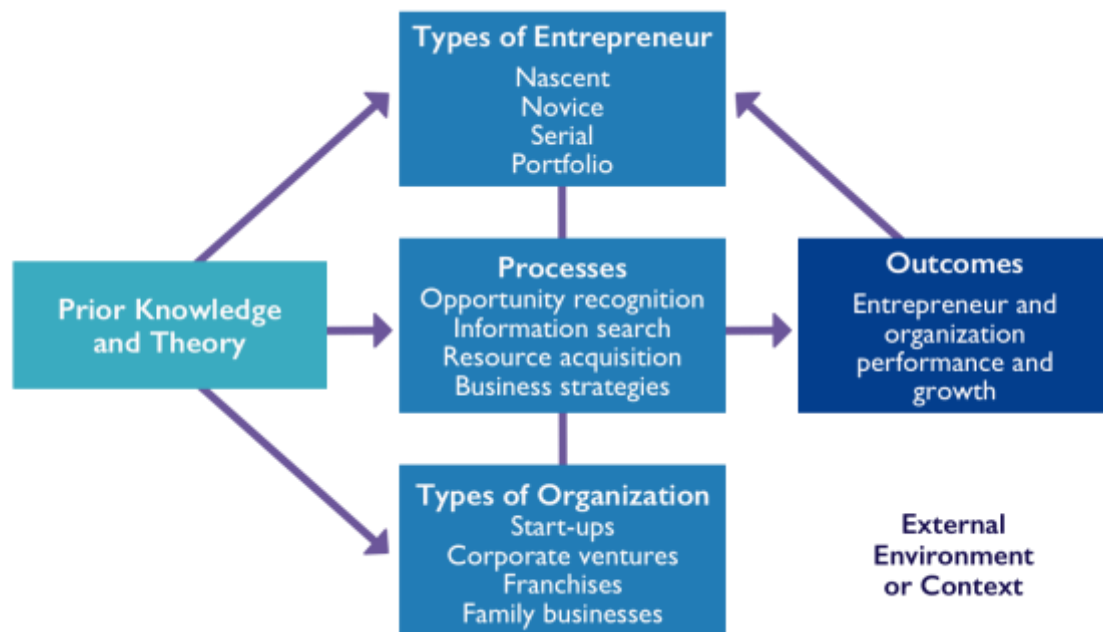 Types of Entrepreneur
Nascent
Novice
Serial
Portfolio
Prior Knowledge
and Theory
Processes
Opportunity recognition
Information search
Resource acquisition
Business strategies
Outcomes
Entrepreneur and
organization
performance and
growth
Types of Organization
Start-ups
Corporate ventures
Franchises
Family businesses
External
Environment
or Context